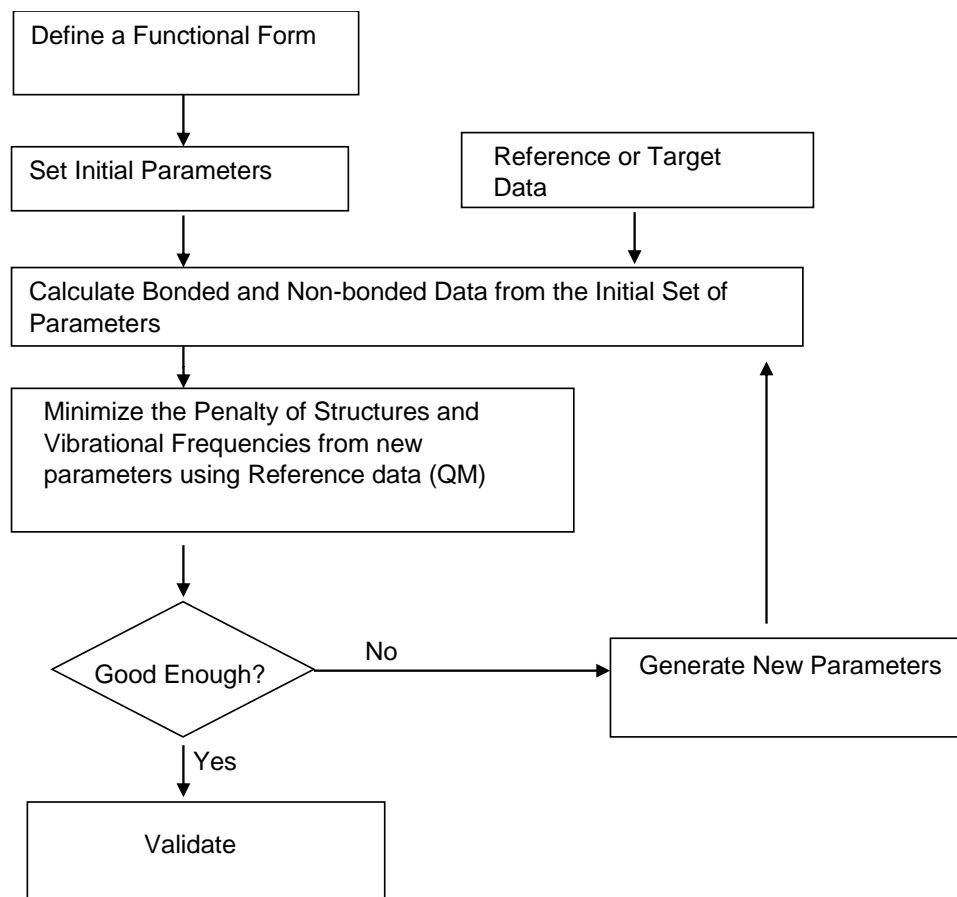 Define a Functional Form
Set Initial Parameters
Reference or Target
Data
Calculate Bonded and Non-bonded Data from the Initial Set of
Parameters
Minimize the Penalty of Structures and
Vibrational Frequencies from new
parameters using Reference data (QM)
Good Enough?
No
Generate New Parameters
Yes
Validate